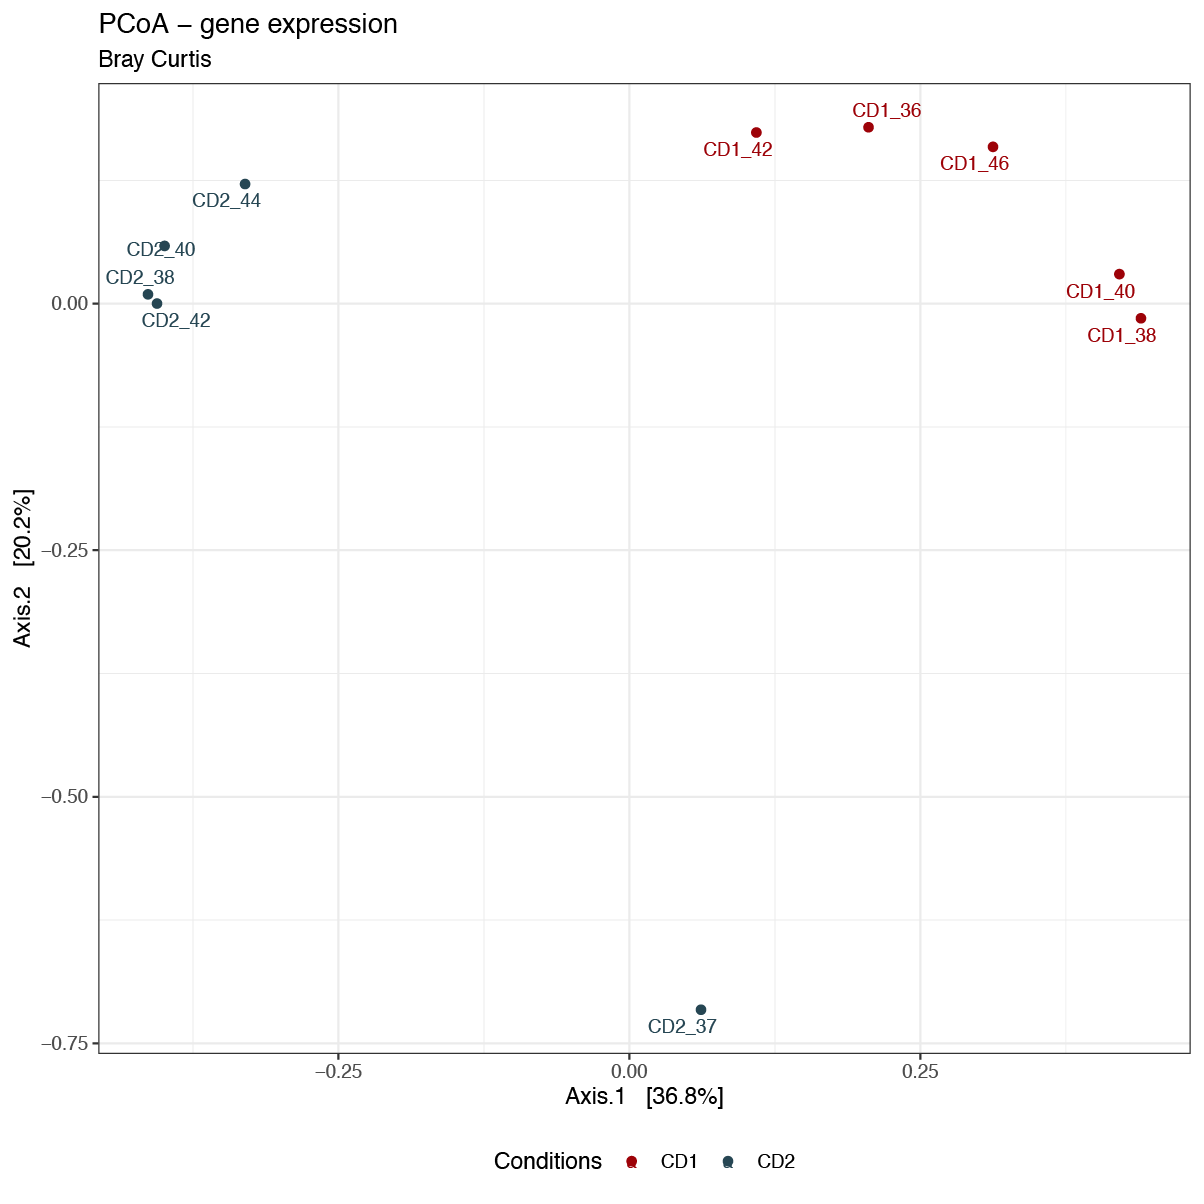 PCoA – gene expression
Bray Curtis
CD1_36
CD1_42
CD1_46
CD2_44
CD2_40
CD2_38
CD1_40
0.00
CD2_42
CD1_38
−0.25
Axis.2 [20.2%]
−0.50
CD2_37
−0.75
−0.25
0.00
0.25
Axis.1 [36.8%]
Conditions CD1 CD2